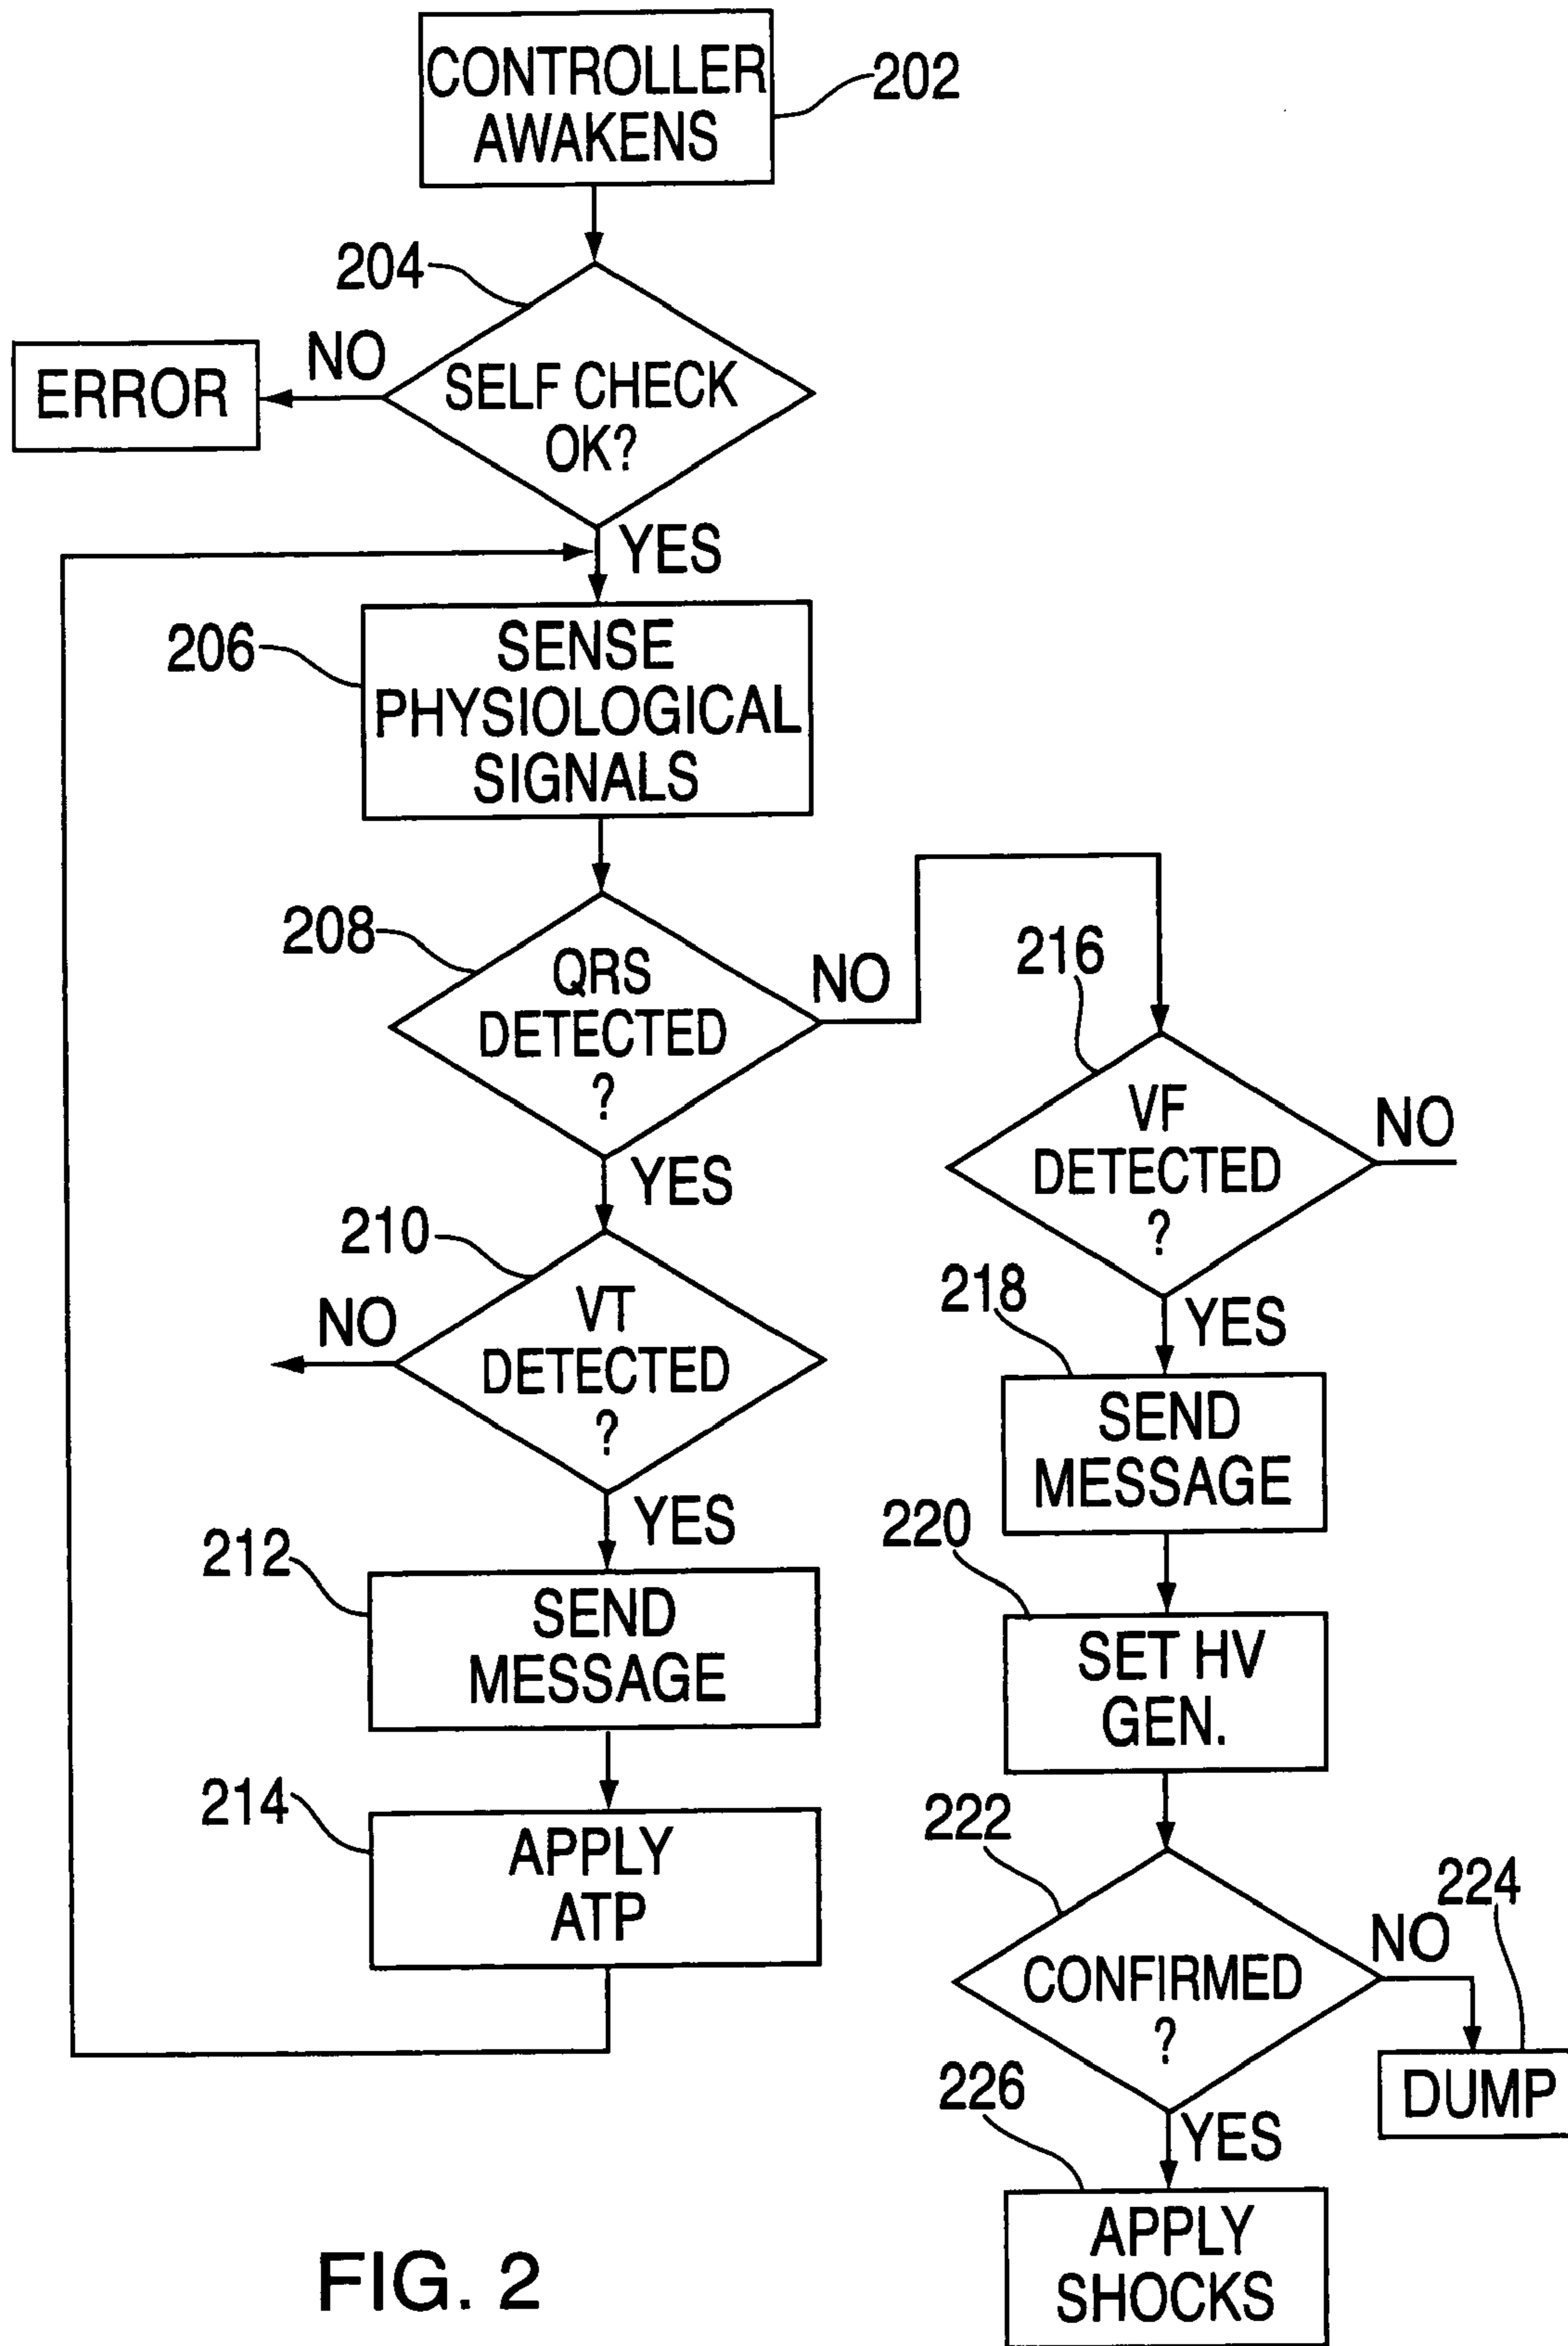 CONTROLLER
AWAKENS
202
204
SELF CHECK
OK?
NO
ERROR
YES
206
SENSE
PHYSIOLOGICAL
SIGNALS
208
QRS
DETECTED
?
NO
YES
210
VT
DETECTED
?
NO
YES
212
SEND
MESSAGE
214
APPLY
ATP
216
VF
DETECTED
?
NO
YES
218
SEND
MESSAGE
220
SET HV
GEN.
222
CONFIRMED
?
NO
224
DUMP
YES
226
APPLY
SHOCKS
FIG. 2